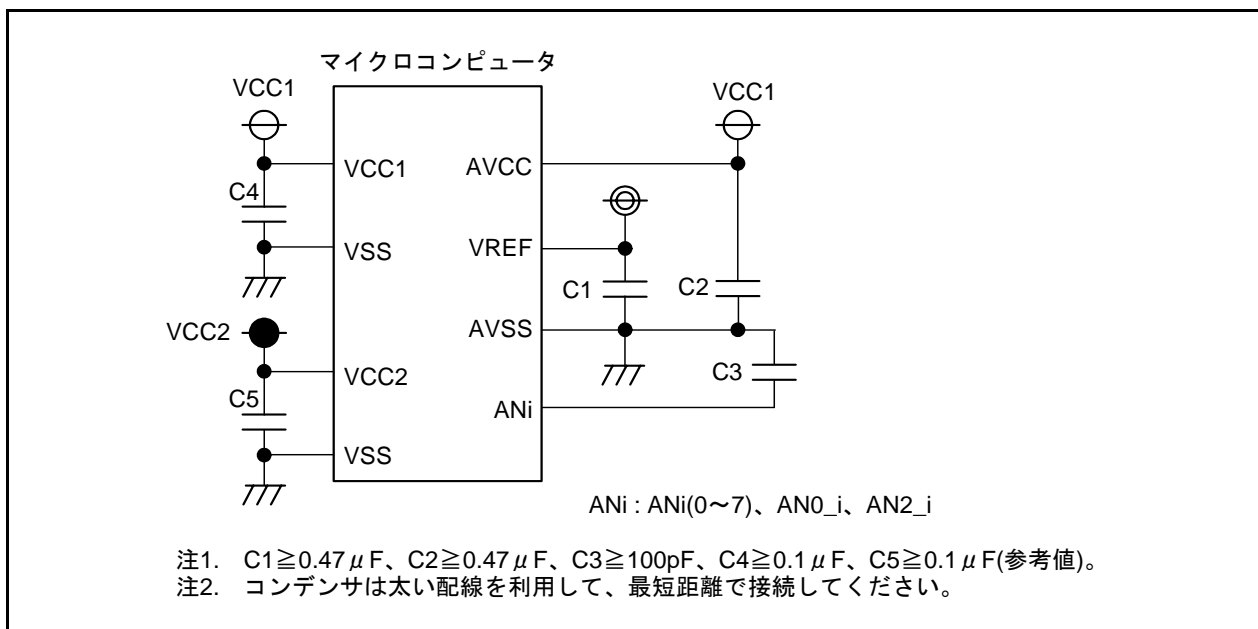 マイクロコンピュータ
VCC1
VCC1
VCC1
AVCC
C4
VSS
VREF
C1
C2
VCC2
AVSS
C3
VCC2
C5
ANi
VSS
ANi : ANi(0～7)、AN0_i、AN2_i
注1. C1≧0.47μF、C2≧0.47μF、C3≧100pF、C4≧0.1μF、C5≧0.1μF(参考値)。
注2. コンデンサは太い配線を利用して、最短距離で接続してください。